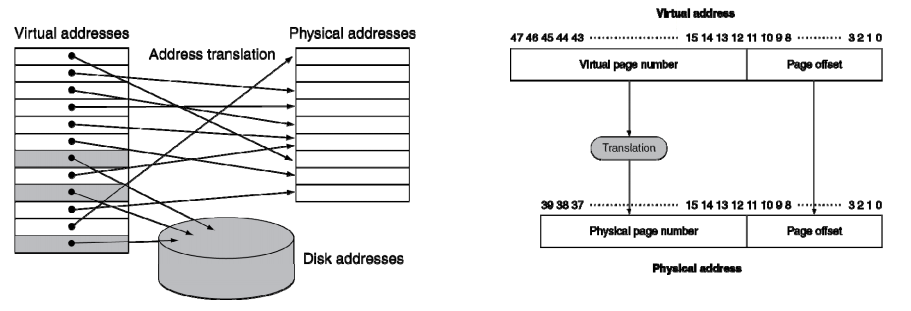 Virtual addresses
Address translation
Physical addresses
Disk addresses
Virtual address
47 46 45 44 43 ························ 15 14 13 12 11 10 9 8 ············ 3 2 1 0
Virtual page number
Page offset
Translation
39 38 37 ························ 15 14 13 12 11 10 9 8 ············ 3 2 1 0
Physical page number
Page offset
Physical address